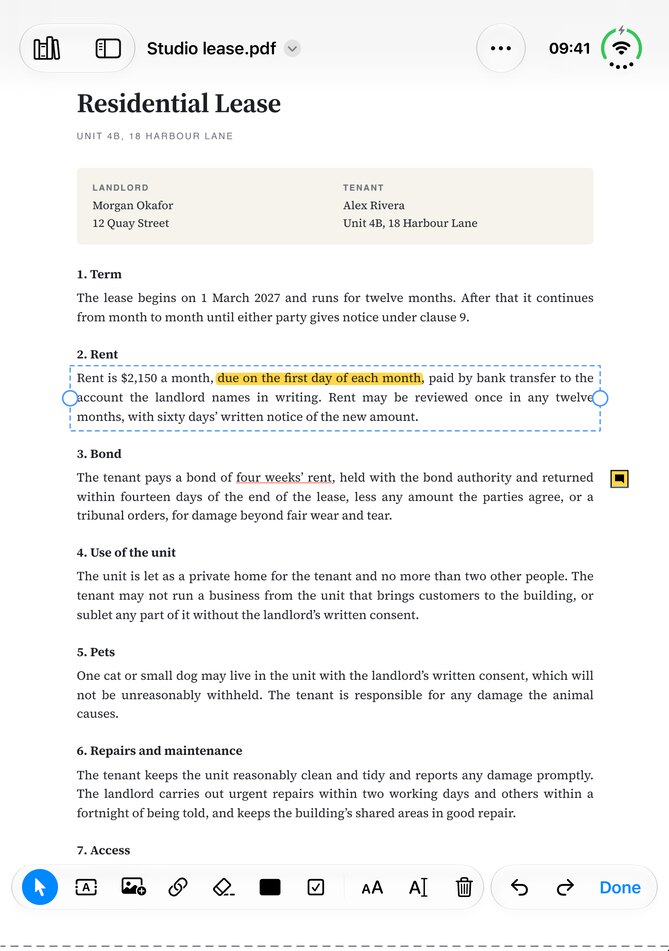 Studio lease.pdf
09:41
Residential Lease
UNIT 4B, 18 HARBOUR LANE
LANDLORD
Morgan Okafor
12 Quay Street
TENANT
Alex Rivera
Unit 4B, 18 Harbour Lane
1. Term
The lease begins on 1 March 2027 and runs for twelve months. After that it continues
from month to month until either party gives notice under clause 9.
2. Rent
Rent is $2,150 a month, due on the first day of each month, paid by bank transfer to the
account the landlord names in writing. Rent may be reviewed once in any twelve
months, with sixty days’ written notice of the new amount.
3. Bond
The tenant pays a bond of four weeks’ rent, held with the bond authority and returned
within fourteen days of the end of the lease, less any amount the parties agree, or a
tribunal orders, for damage beyond fair wear and tear.
4. Use of the unit
The unit is let as a private home for the tenant and no more than two other people. The
tenant may not run a business from the unit that brings customers to the building, or
sublet any part of it without the landlord’s written consent.
5. Pets
One cat or small dog may live in the unit with the landlord’s written consent, which will
not be unreasonably withheld. The tenant is responsible for any damage the animal
causes.
6. Repairs and maintenance
The tenant keeps the unit reasonably clean and tidy and reports any damage promptly.
The landlord carries out urgent repairs within two working days and others within a
fortnight of being told, and keeps the building’s shared areas in good repair.
7. Access
A
AA
A
Done